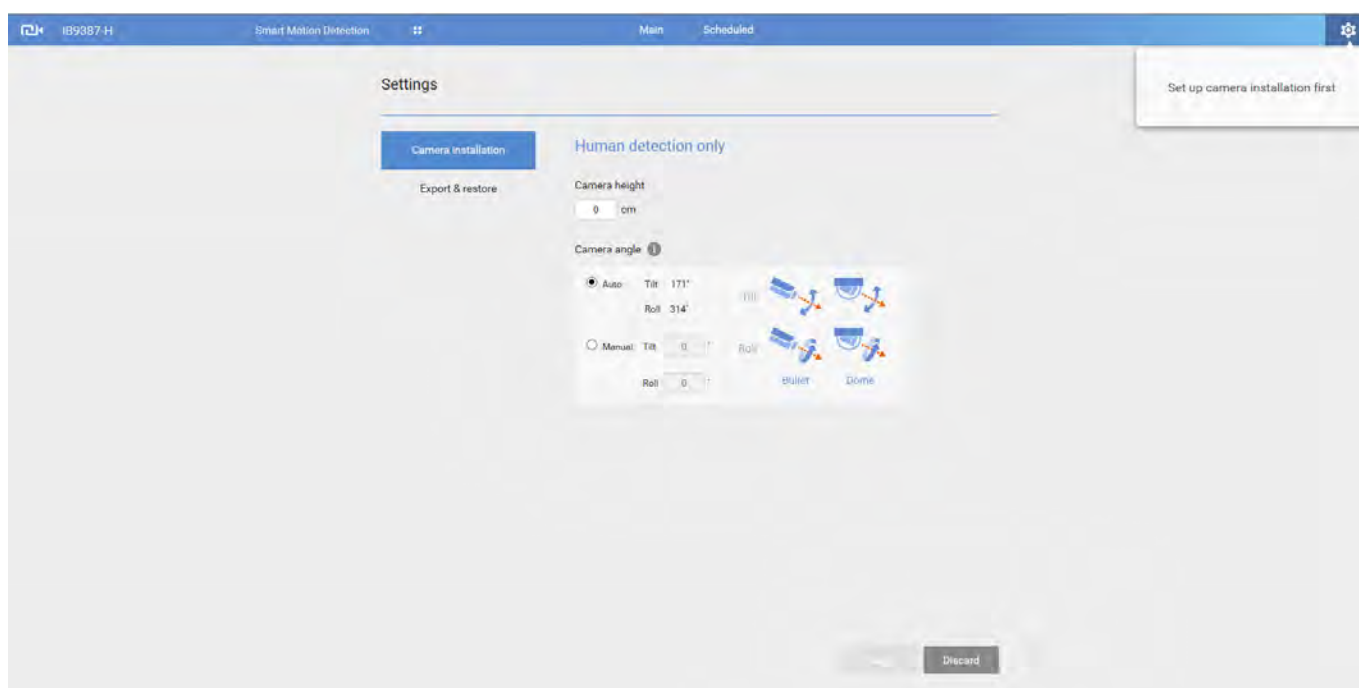 IB9387-H Smart Motion Detection Main Scheduled
Set up camera installation first
Settings
Camera installation
Export & restore
Human detection only
Camera height
0 cm
Camera angle
Auto Tilt 171°
Roll 314°
Tilt
Manual Tilt 0 °
Roll
Roll 0 °
Bullet Dome
Discard